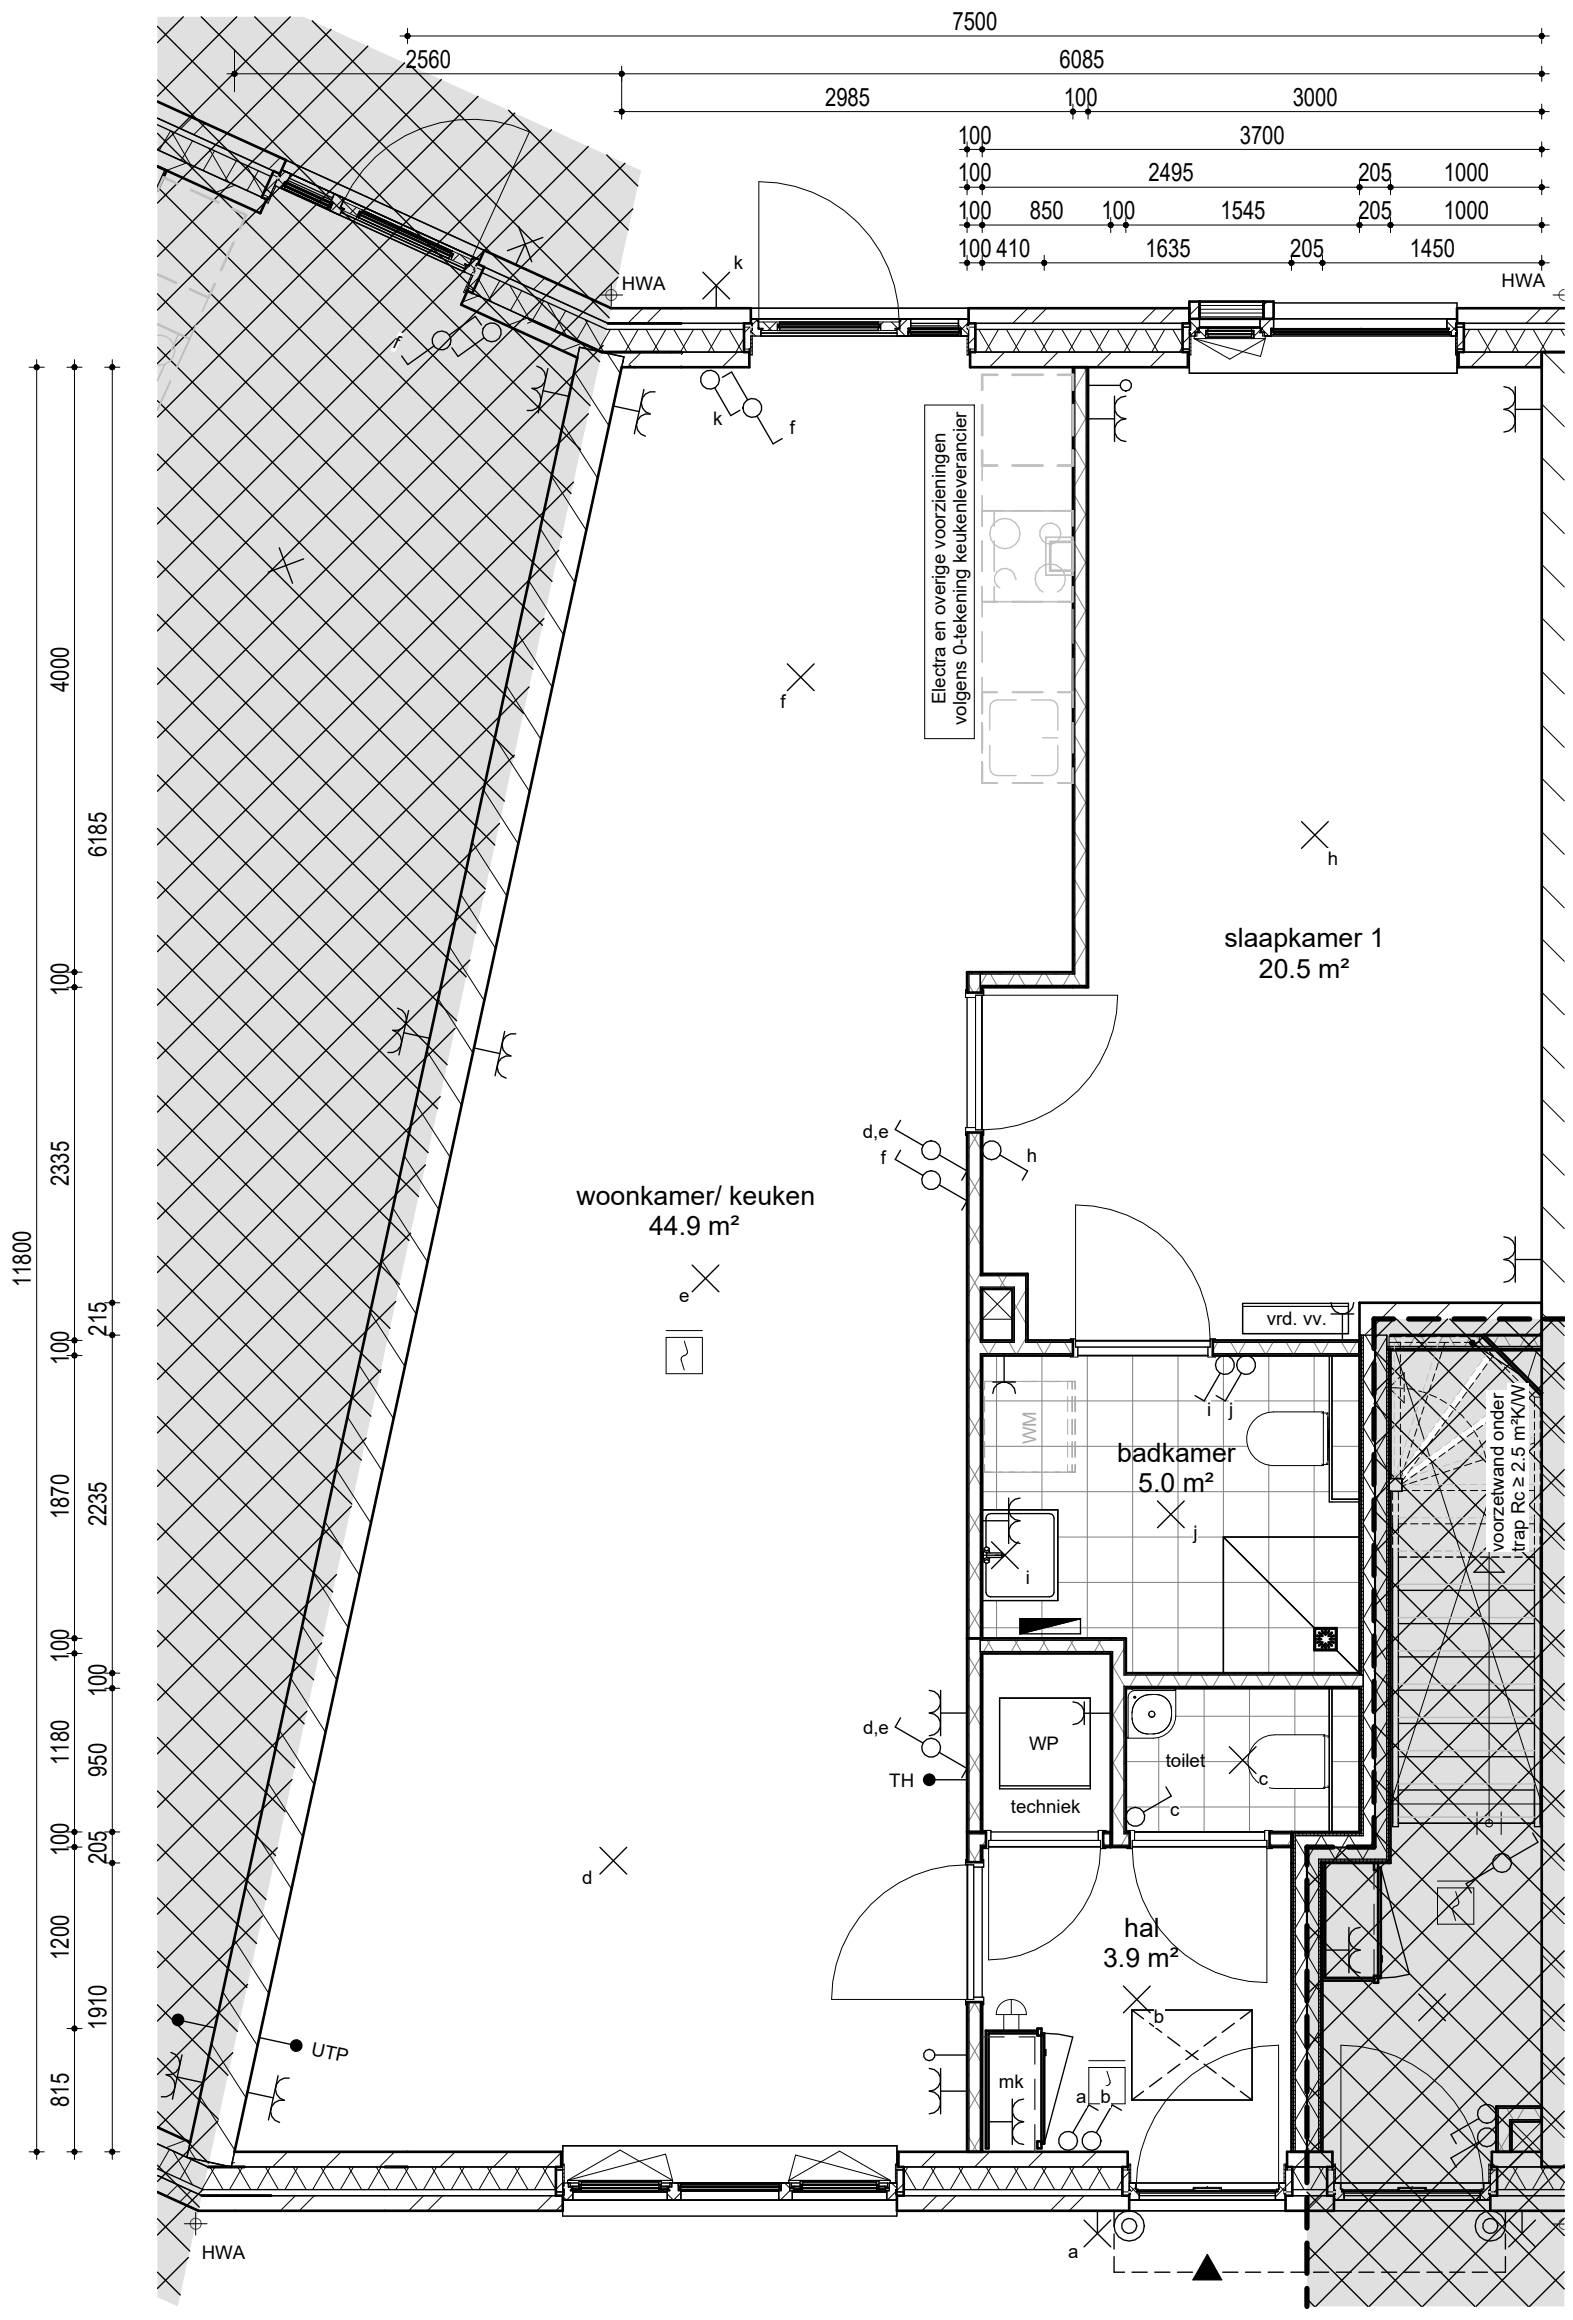 7500
2560
6085
2985
100
3000
100
3700
100
2495
205
1000
100
850
100
1545
205
1000
100
410
1635
205
1450
HWA
k
HWA
f
k
f
Electra en overige voorzieningen
volgens 0-tekening keukenleverancier
4000
6185
f
h
slaapkamer 1
20.5 m²
100
d,e
f
h
2335
woonkamer/ keuken
44.9 m²
11800
e
215
100
vrd. vv.
i
j
voorzetwand onder
trap Rc ≥ 2.5 m²K/W
WM
badkamer
5.0 m²
1870
2235
j
i
100
100
d,e
WP
toilet
c
TH
techniek
c
1180
950
100
205
d
hal
3.9 m²
1200
1910
b
UTP
mk
a
b
815
HWA
a